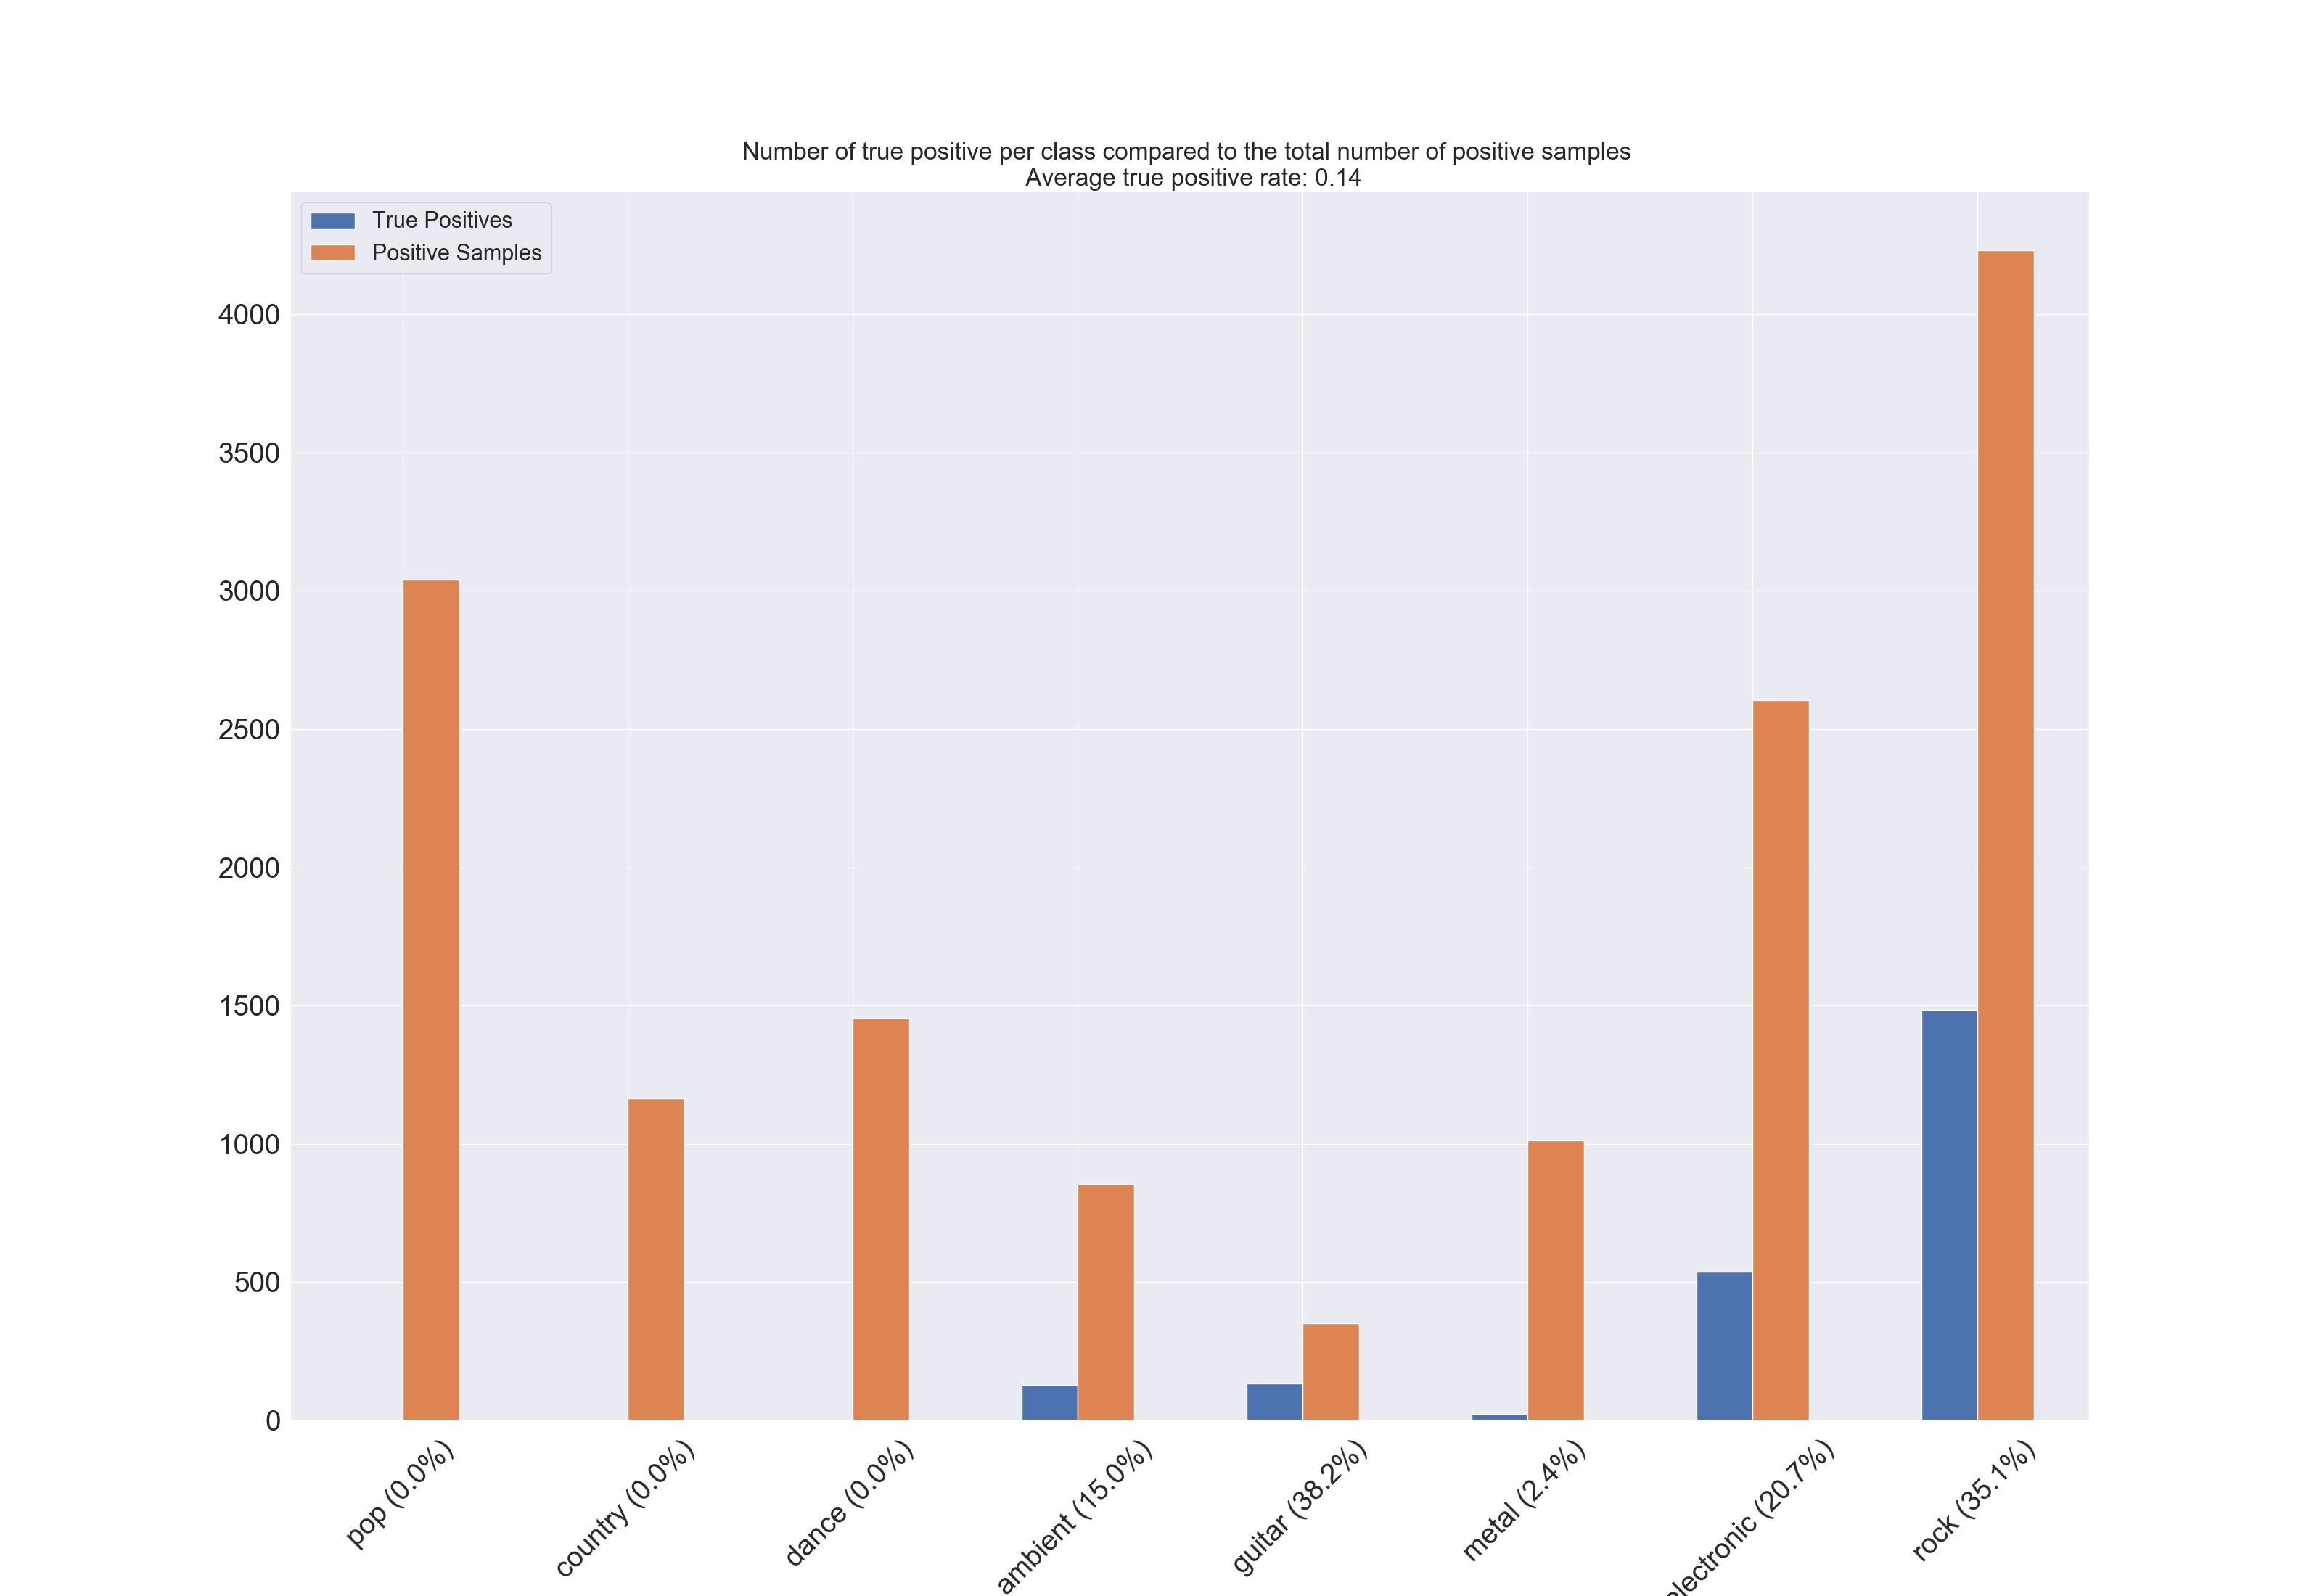 Number of true positive per class compared to the total number of positive samples
Average true positive rate: 0.14
True Positives
Positive Samples
4000
3500
3000
2500
2000
1500
1000
500
0
pop (0.0%)
country (0.0%)
dance (0.0%)
ambient (15.0%)
guitar (38.2%)
metal (2.4%)
electronic (20.7%)
rock (35.1%)